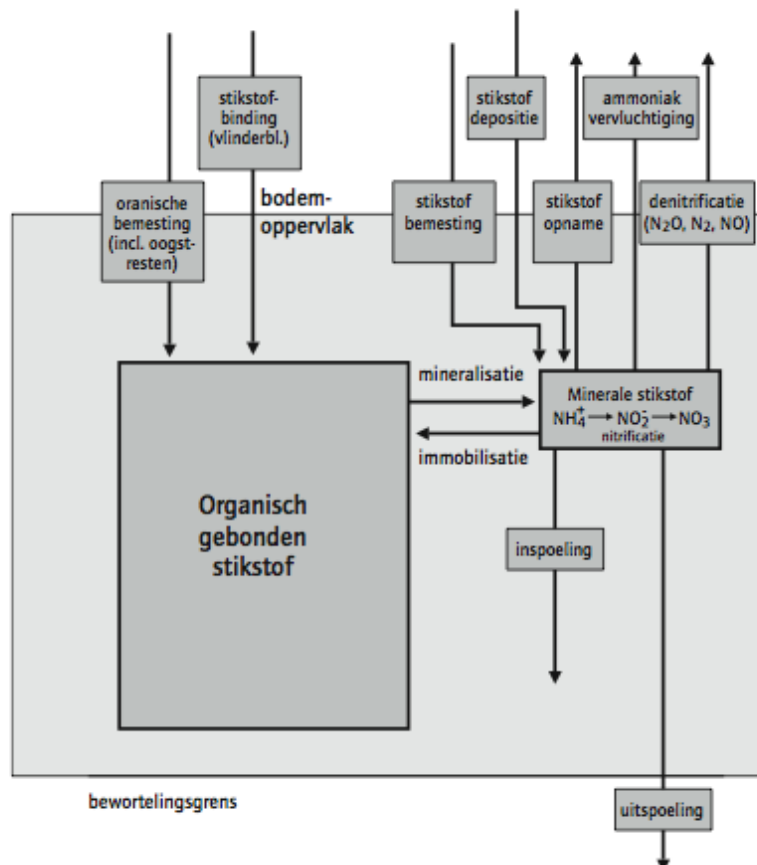 stikstof-
binding
(vlinderbl.)
stikstof
depositie
ammoniak
vervluchtiging
oranische
bemesting
(incl. oogst-
resten)
bodem-
oppervlak
stikstof
bemesting
stikstof
opname
denitrificatie
(N₂O, N₂, NO)
mineralisatie
Minerale stikstof
NH₄⁺ → NO₂⁻ → NO₃
nitrificatie
immobilisatie
Organisch
gebonden
stikstof
inspoeling
bewortelingsgrens
uitspoeling